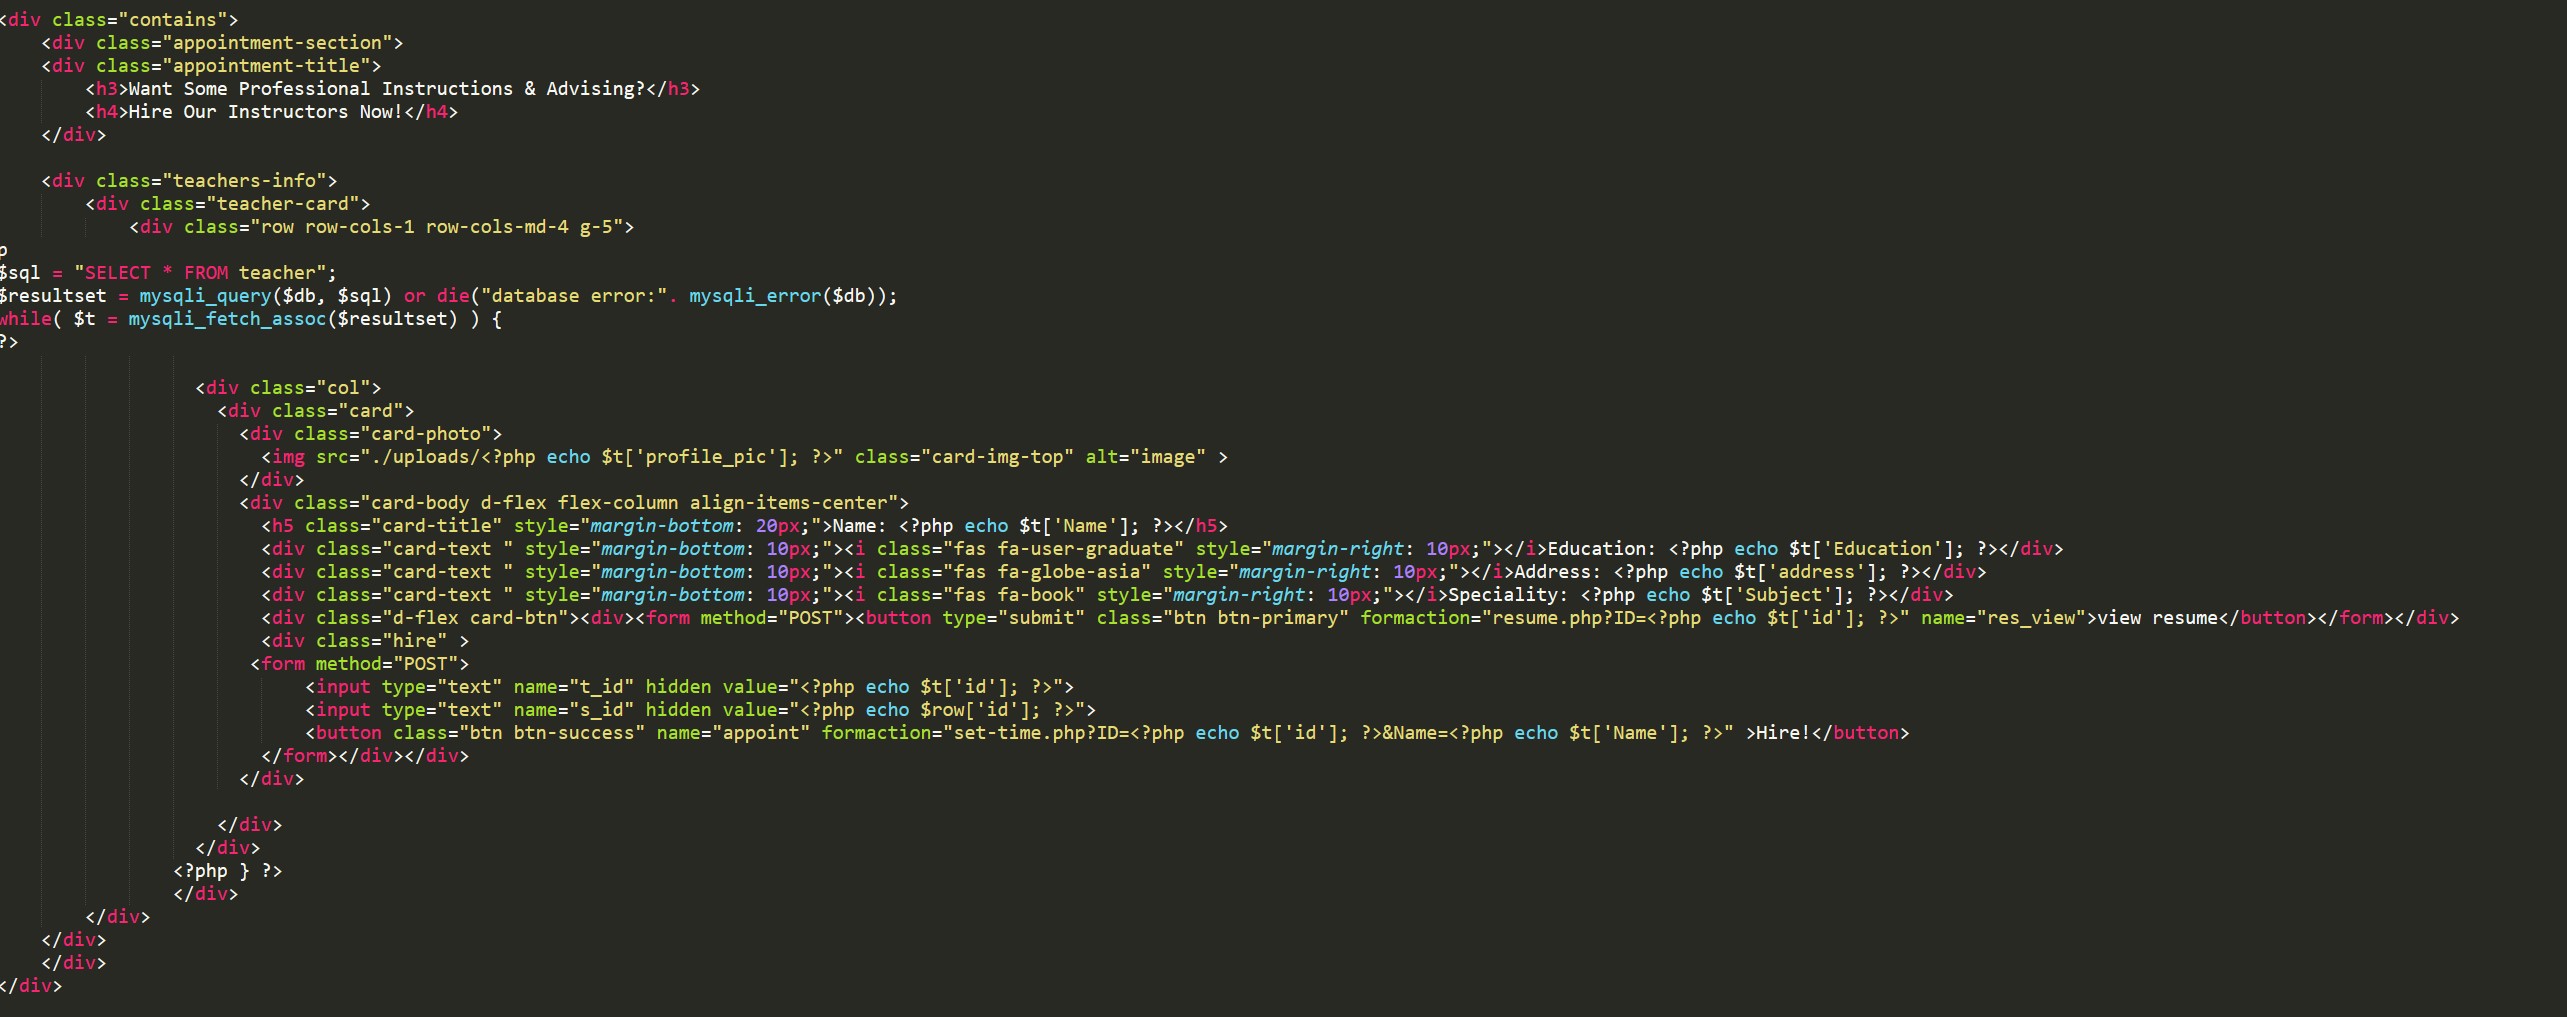 <div class="contains">
    <div class="appointment-section">
    <div class="appointment-title">
        <h3>Want Some Professional Instructions & Advising?</h3>
        <h4>Hire Our Instructors Now!</h4>
    </div>

    <div class="teachers-info">
        <div class="teacher-card">
            <div class="row row-cols-1 row-cols-md-4 g-5">
p
$sql = "SELECT * FROM teacher";
$resultset = mysqli_query($db, $sql) or die("database error:". mysqli_error($db));
while( $t = mysqli_fetch_assoc($resultset) ) {
?>

                  <div class="col">
                    <div class="card">
                      <div class="card-photo">
                        <img src="./uploads/<?php echo $t['profile_pic']; ?>" class="card-img-top" alt="image" >
                      </div>
                      <div class="card-body d-flex flex-column align-items-center">
                        <h5 class="card-title" style="margin-bottom: 20px;">Name: <?php echo $t['Name']; ?></h5>
                        <div class="card-text " style="margin-bottom: 10px;"><i class="fas fa-user-graduate" style="margin-right: 10px;"></i>Education: <?php echo $t['Education']; ?></div>
                        <div class="card-text " style="margin-bottom: 10px;"><i class="fas fa-globe-asia" style="margin-right: 10px;"></i>Address: <?php echo $t['address']; ?></div>
                        <div class="card-text " style="margin-bottom: 10px;"><i class="fas fa-book" style="margin-right: 10px;"></i>Speciality: <?php echo $t['Subject']; ?></div>
                        <div class="d-flex card-btn"><div><form method="POST"><button type="submit" class="btn btn-primary" formaction="resume.php?ID=<?php echo $t['id']; ?>" name="res_view">view resume</button></form></div>
                        <div class="hire" >
                       <form method="POST">
                            <input type="text" name="t_id" hidden value="<?php echo $t['id']; ?>">
                            <input type="text" name="s_id" hidden value="<?php echo $row['id']; ?>">
                            <button class="btn btn-success" name="appoint" formaction="set-time.php?ID=<?php echo $t['id']; ?>&Name=<?php echo $t['Name']; ?>" >Hire!</button>
                        </form></div></div>
                      </div>

                    </div>
                  </div>
                <?php } ?>
                </div>
        </div>
    </div>
    </div>
</div>